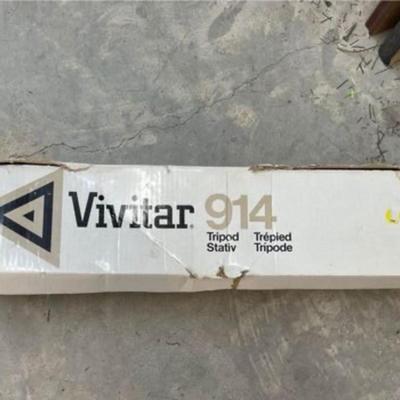 Vivitar. 914
Tripod Trépied
Stativ Tripode